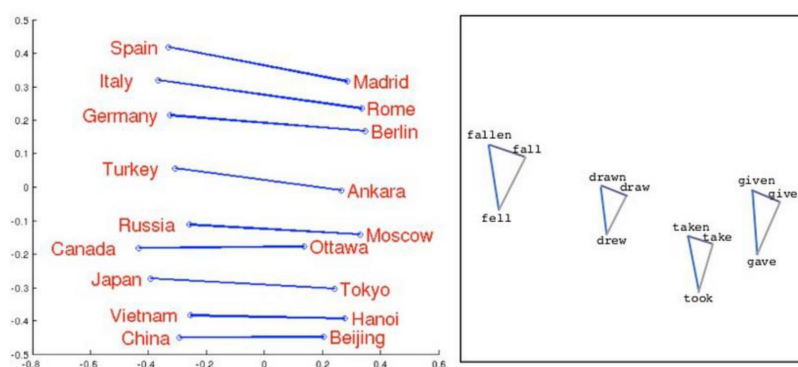 0.5
0.4
0.3
0.2
0.1
0
-0.1
-0.2
-0.3
-0.4
-0.5
-0.8
-0.6
-0.4
-0.2
0
0.2
0.4
0.6
Spain
Madrid
Italy
Rome
Germany
Berlin
Turkey
Ankara
Russia
Moscow
Canada
Ottawa
Japan
Tokyo
Vietnam
Hanoi
China
Beijing
fallen
fall
fell
drawn
draw
drew
taken
take
took
given
give
gave